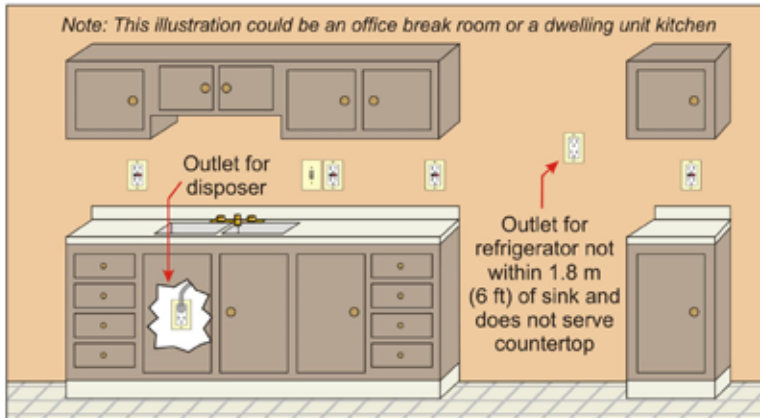 Note: This illustration could be an office break room or a dwelling unit kitchen
Outlet for
disposer
Outlet for
refrigerator not
within 1.8 m
(6 ft) of sink and
does not serve
countertop